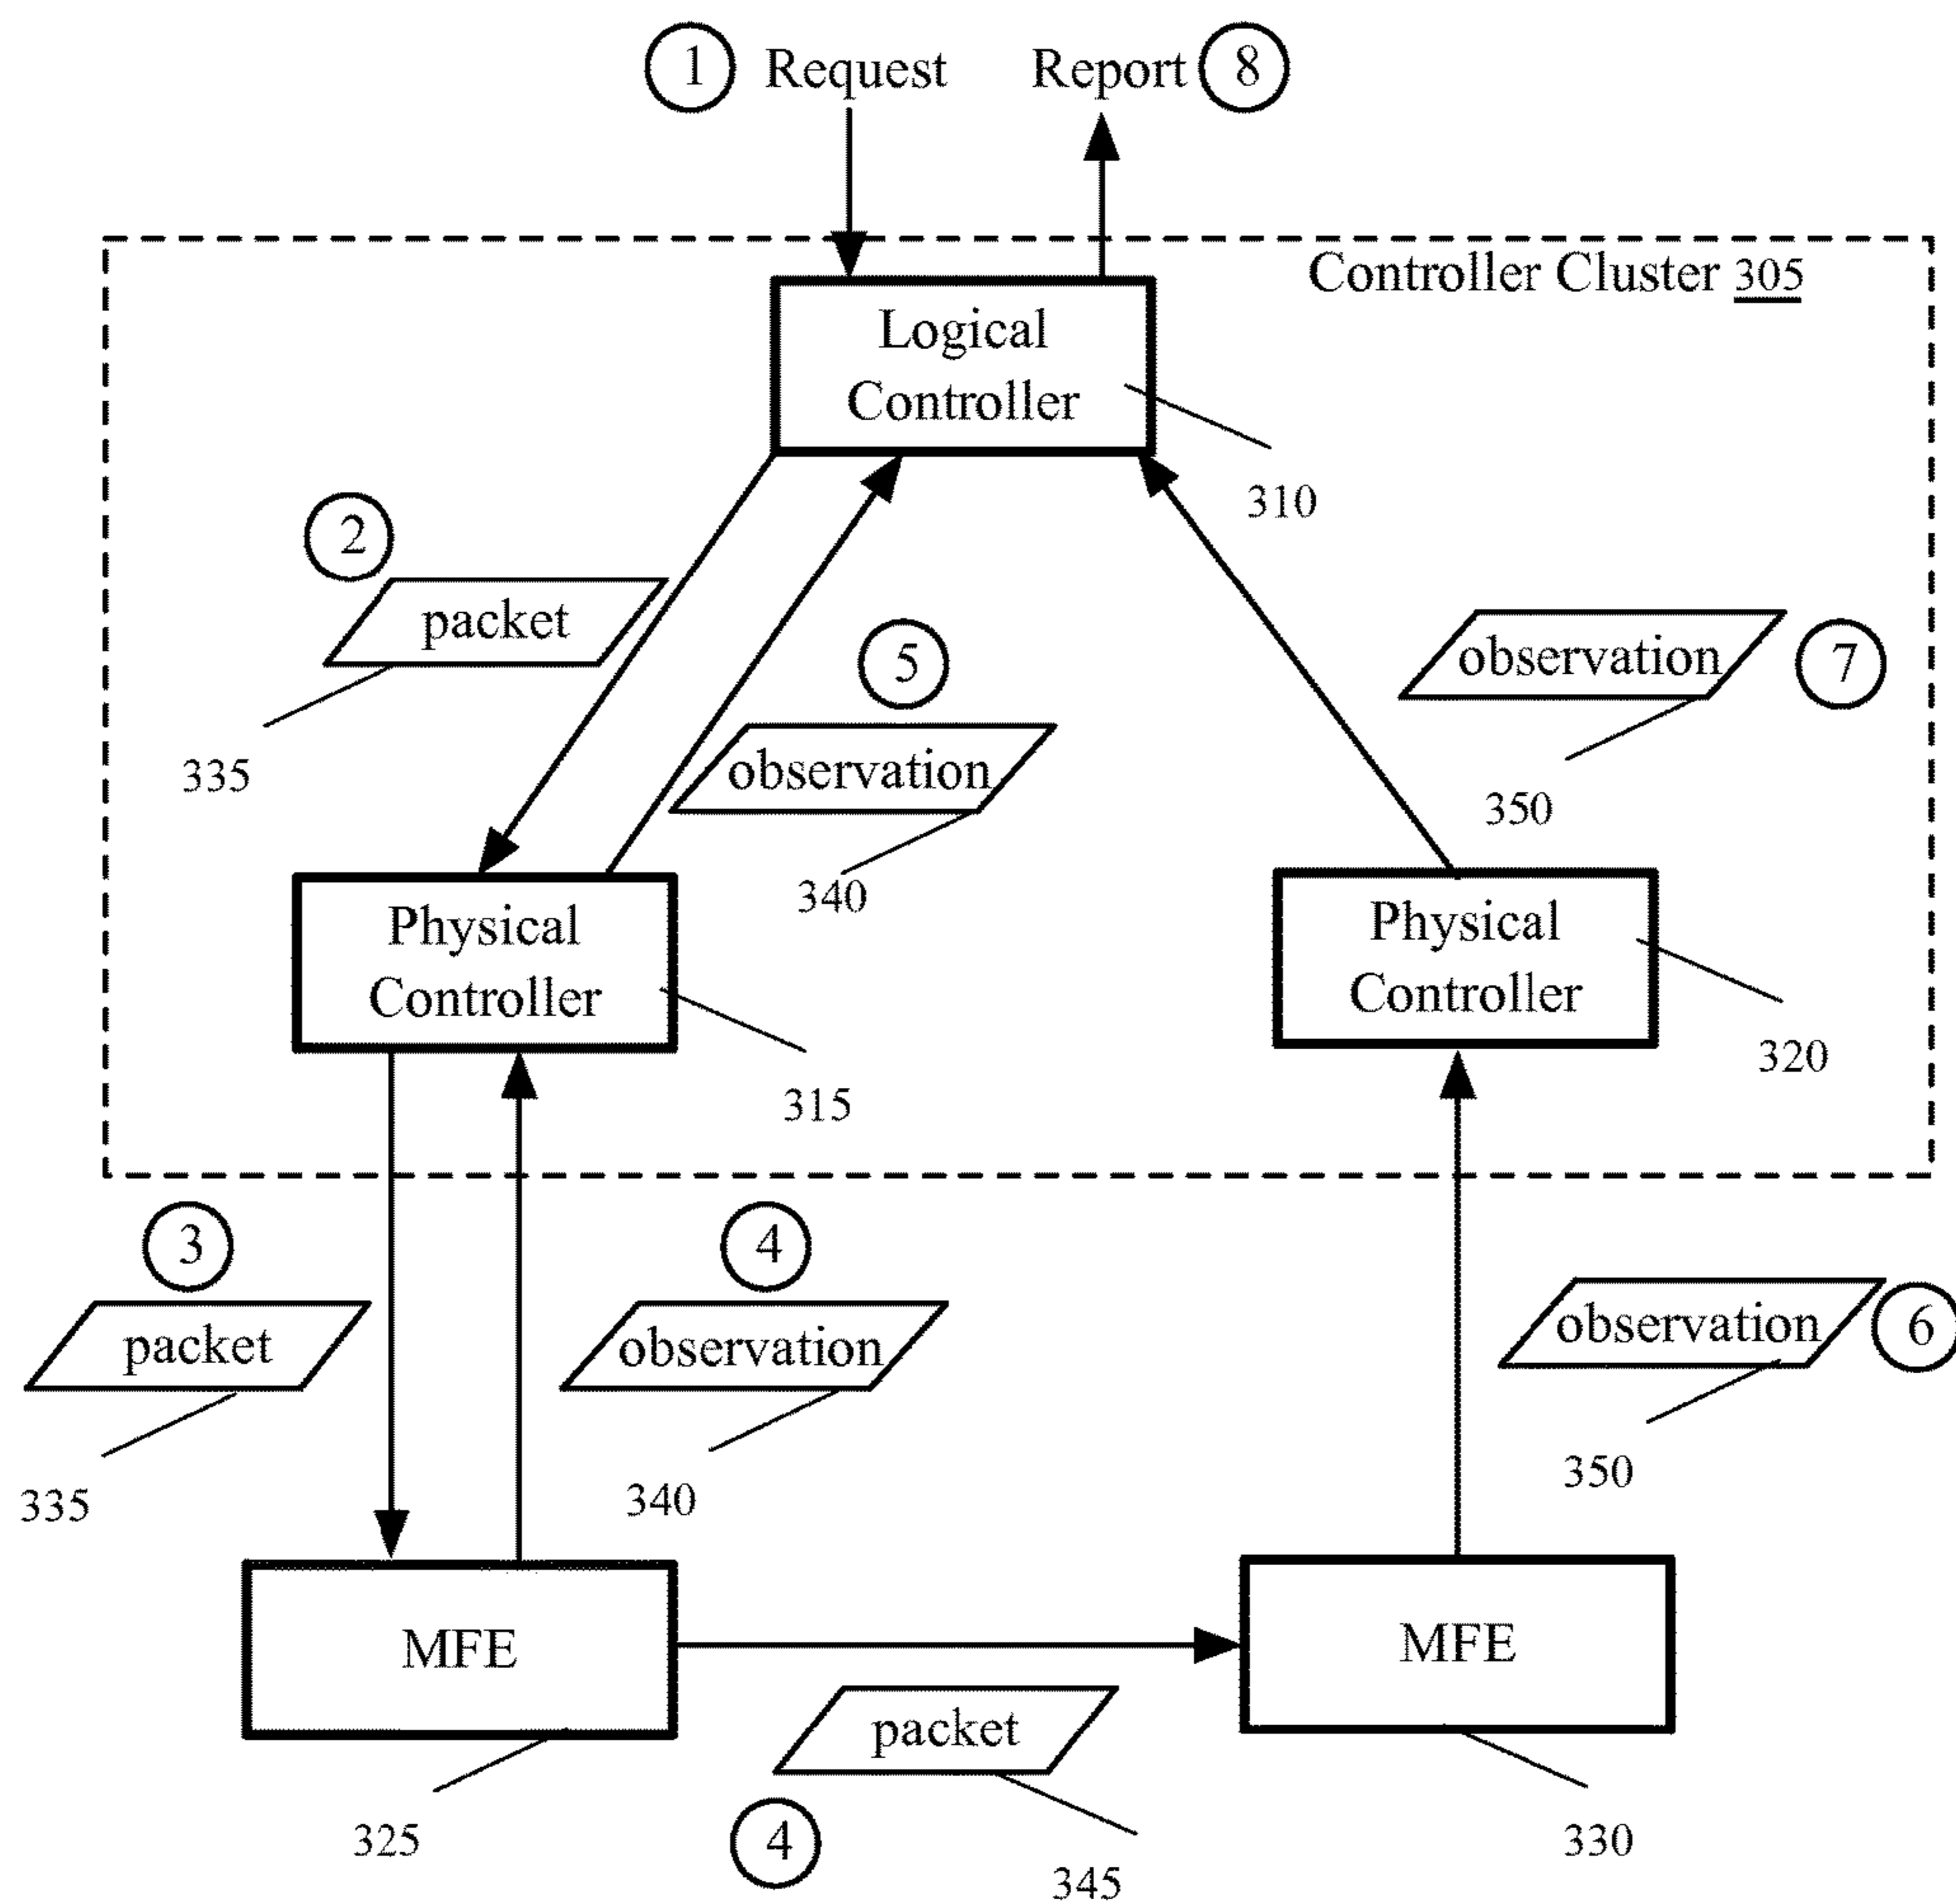 1 Request Report 8
Controller Cluster 305
Logical
Controller
310
2
packet
335
5
observation
340
observation 7
350
Physical
Controller
315
Physical
Controller
320
3
packet
335
4
observation
340
observation 6
350
MFE
325
MFE
330
packet
345
4